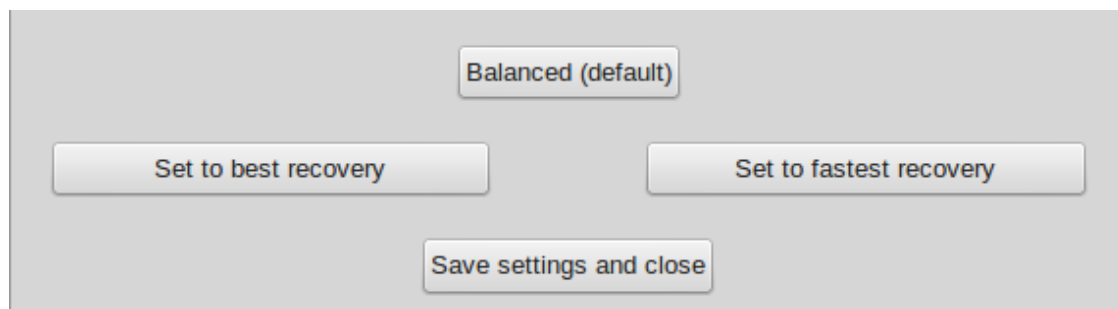 Balanced (default)
Set to best recovery
Set to fastest recovery
Save settings and close